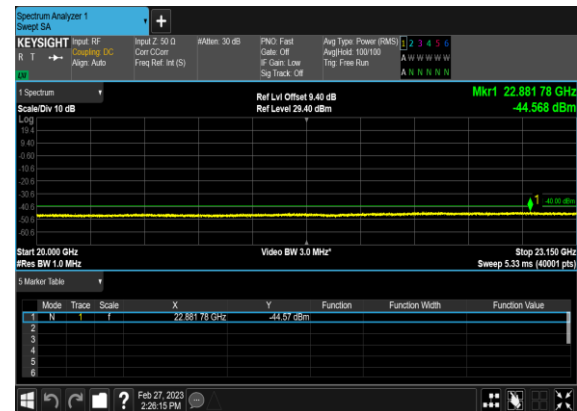 Spectrum Analyzer 1
Swept SA
+
KEYSIGHT Input: RF Input Z: 50 Ω #Atten: 30 dB PNO: Fast Avg Type: Power (RMS) 1 2 3 4 5 6
R T Coupling: DC Corr CCorr Gate: Off Avg|Hold: 100/100 A W W W W W
Align: Auto Freq Ref: Int (S) IF Gain: Low Trig: Free Run
Sig Track: Off A N N N N N
1 Spectrum Ref Lvl Offset 9.40 dB Mkr1 22.881 78 GHz
Scale/Div 10 dB Ref Level 29.40 dBm -44.568 dBm
Log
19.4
9.40
-0.60
-10.6
-20.6
-30.6
1 -40.00 dBm
-40.6
-50.6
-60.6
Start 20.000 GHz Video BW 3.0 MHz* Stop 23.150 GHz
#Res BW 1.0 MHz Sweep 5.33 ms (40001 pts)
5 Marker Table
Mode Trace Scale X Y Function Function Width Function Value
1 N 1 f 22.881 78 GHz -44.57 dBm
2
3
4
5
6
? Feb 27, 2023
2:26:15 PM